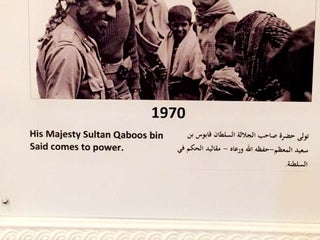 1970
His Majesty Sultan Qaboos bin
Said comes to power.
تولى حضرة صاحب الجلالة السلطان قابوس بن
سعيد المعظم-حفظه الله ورعاه - مقاليد الحكم في
السلطنة.